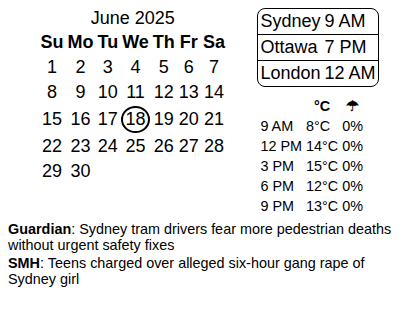 June 2025
Su Mo Tu We Th Fr Sa
1 2 3 4 5 6 7
8 9 10 11 12 13 14
15 16 17 18 19 20 21
22 23 24 25 26 27 28
29 30
Sydney 9 AM
Ottawa 7 PM
London 12 AM
°C ☂
9 AM 8°C 0%
12 PM 14°C 0%
3 PM 15°C 0%
6 PM 12°C 0%
9 PM 13°C 0%
Guardian: Sydney tram drivers fear more pedestrian deaths
without urgent safety fixes
SMH: Teens charged over alleged six-hour gang rape of
Sydney girl